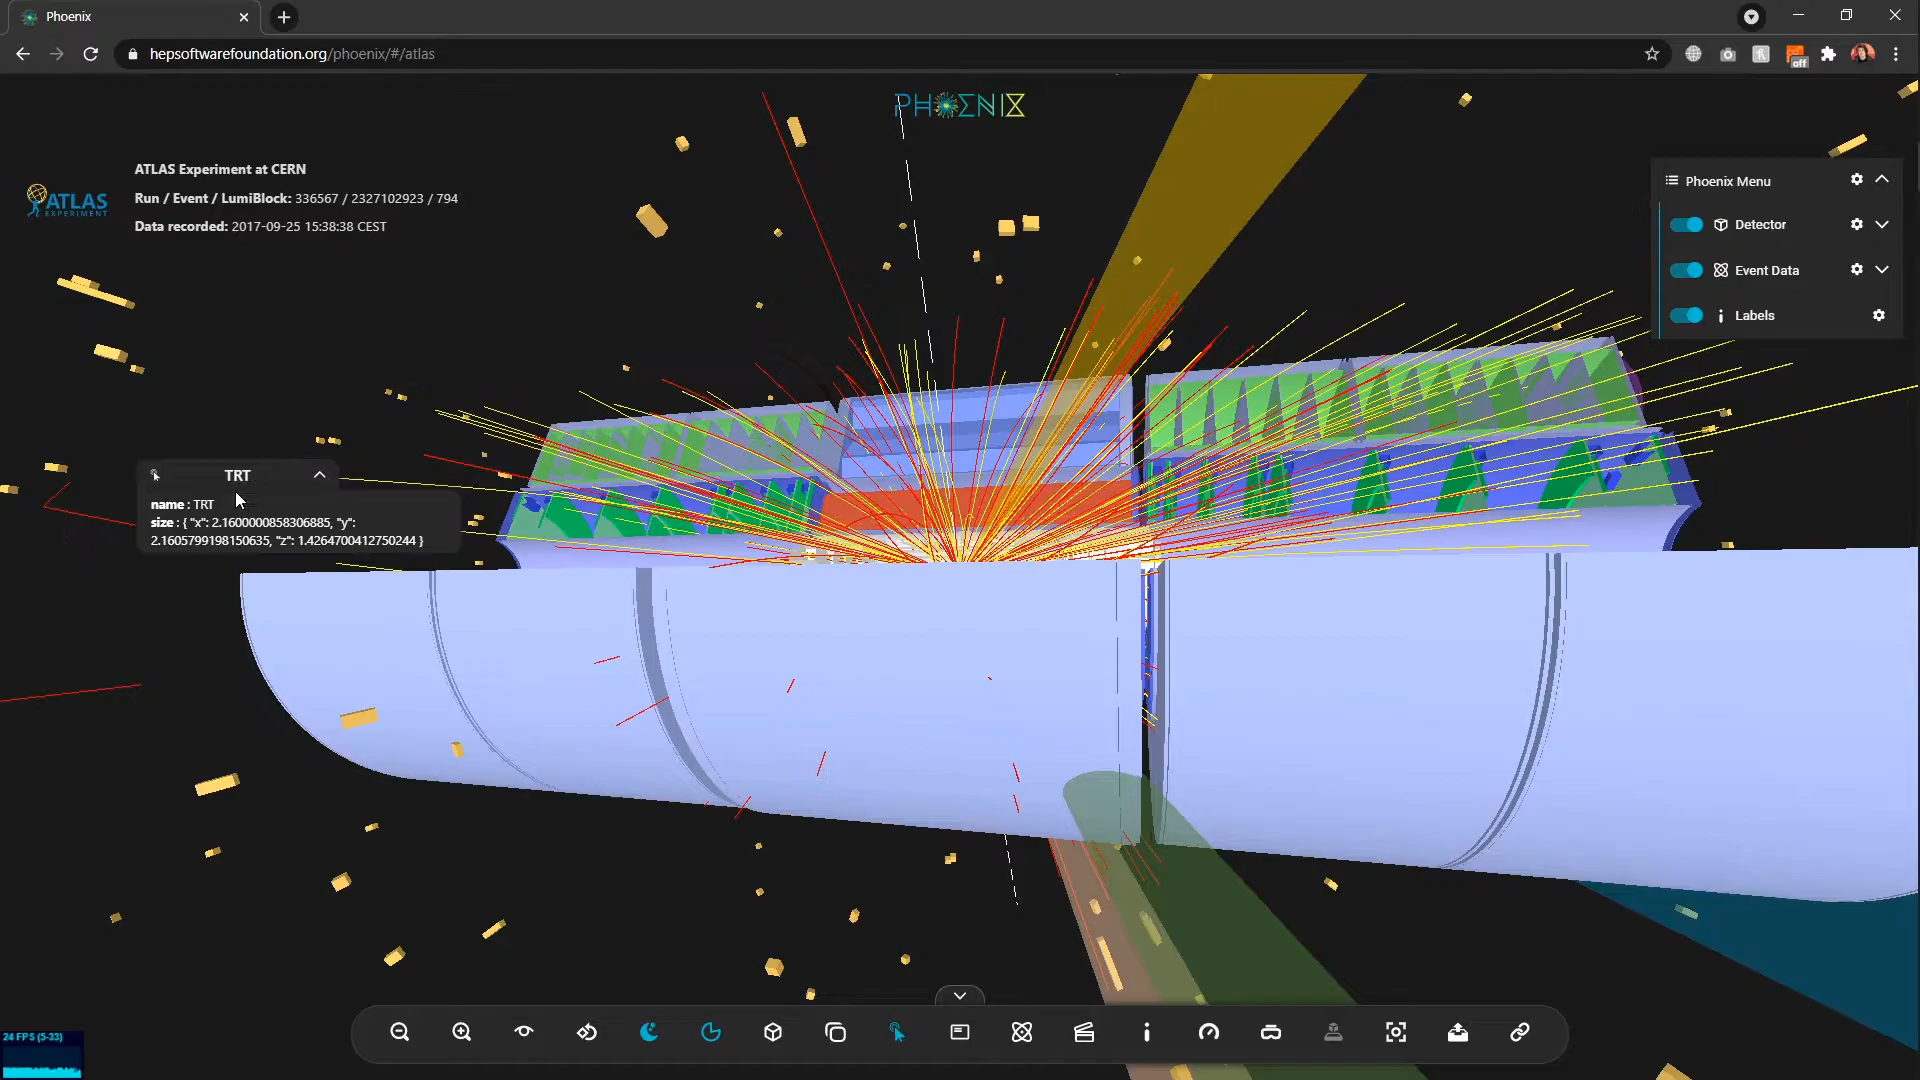 Phoenix
hepsoftwarefoundation.org/phoenix/#/atlas
off
PHOENIX
ATLAS
EXPERIMENT
ATLAS Experiment at CERN
Run / Event / LumiBlock: 336567 / 2327102923 / 794
Data recorded: 2017-09-25 15:38:38 CEST
Phoenix Menu
Detector
Event Data
Labels
TRT
name : TRT
size : { "x": 2.1600000858306885, "y":
2.1605799198150635, "z": 1.4264700412750244 }
24 FPS (5-33)